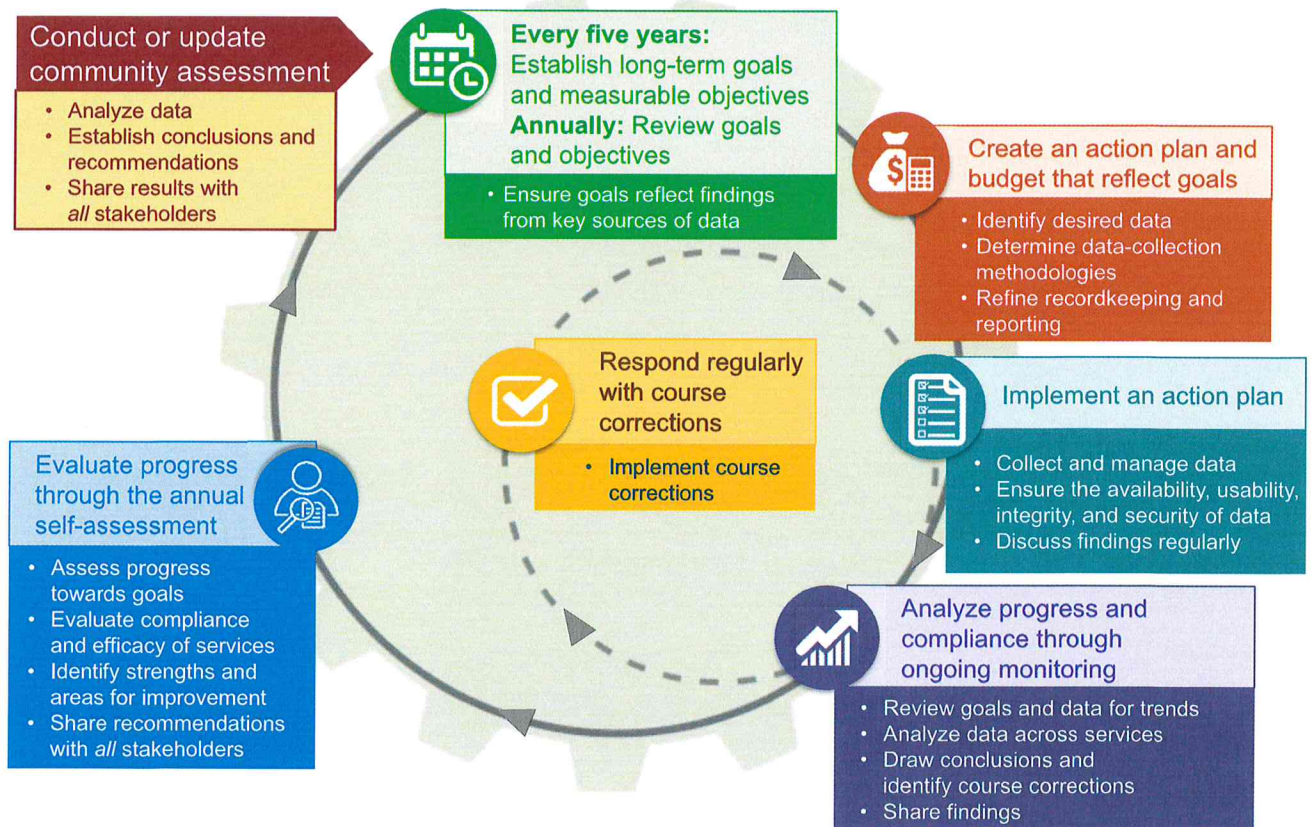 Conduct or update
community assessment
• Analyze data
• Establish conclusions and
recommendations
• Share results with
all stakeholders
Every five years:
Establish long-term goals
and measurable objectives
Annually: Review goals
and objectives
• Ensure goals reflect findings
from key sources of data
$
Create an action plan and
budget that reflect goals
• Identify desired data
• Determine data-collection
methodologies
• Refine recordkeeping and
reporting
Implement an action plan
• Collect and manage data
• Ensure the availability, usability,
integrity, and security of data
• Discuss findings regularly
Analyze progress and
compliance through
ongoing monitoring
• Review goals and data for trends
• Analyze data across services
• Draw conclusions and
identify course corrections
• Share findings
Respond regularly
with course
corrections
• Implement course
corrections
Evaluate progress
through the annual
self-assessment
• Assess progress
towards goals
• Evaluate compliance
and efficacy of services
• Identify strengths and
areas for improvement
• Share recommendations
with all stakeholders